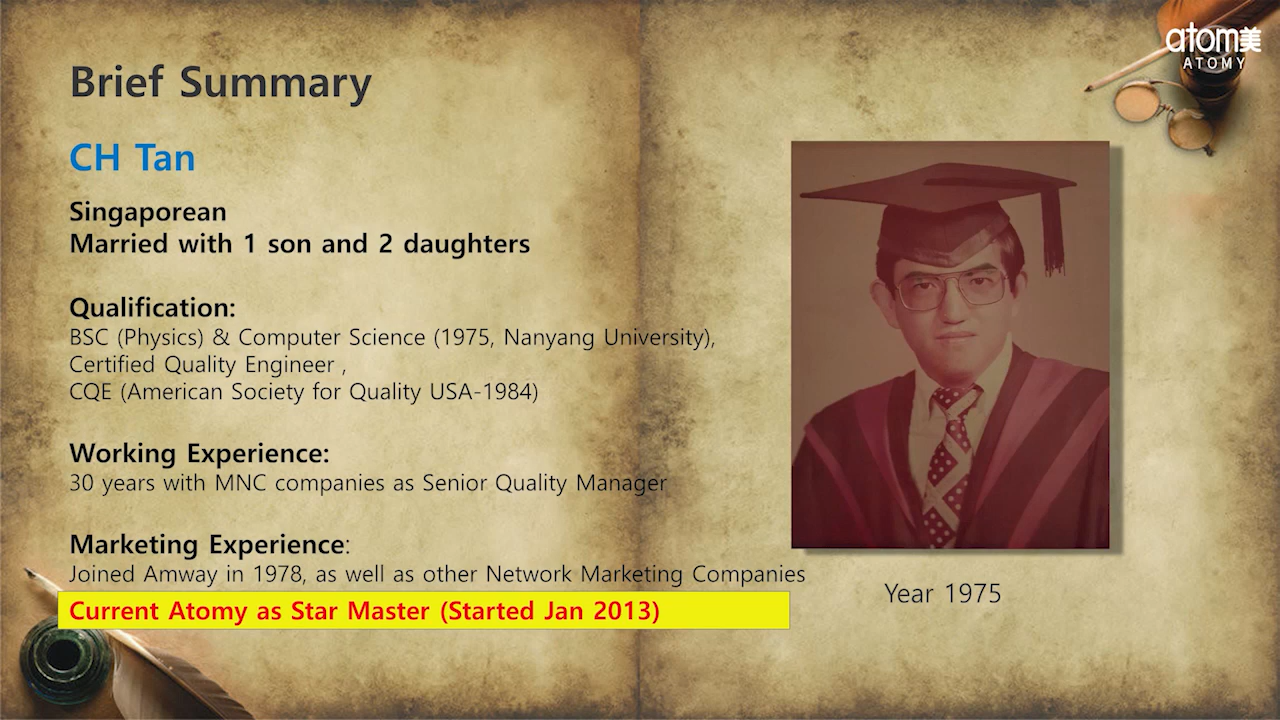 Brief Summary
CH Tan
Singaporean
Married with 1 son and 2 daughters
Qualification:
BSC (Physics) & Computer Science (1975, Nanyang University),
Certified Quality Engineer ,
CQE (American Society for Quality USA-1984)
Working Experience:
30 years with MNC companies as Senior Quality Manager
Marketing Experience:
Joined Amway in 1978, as well as other Network Marketing Companies
Current Atomy as Star Master (Started Jan 2013)
atom美
ATOMY
Year 1975